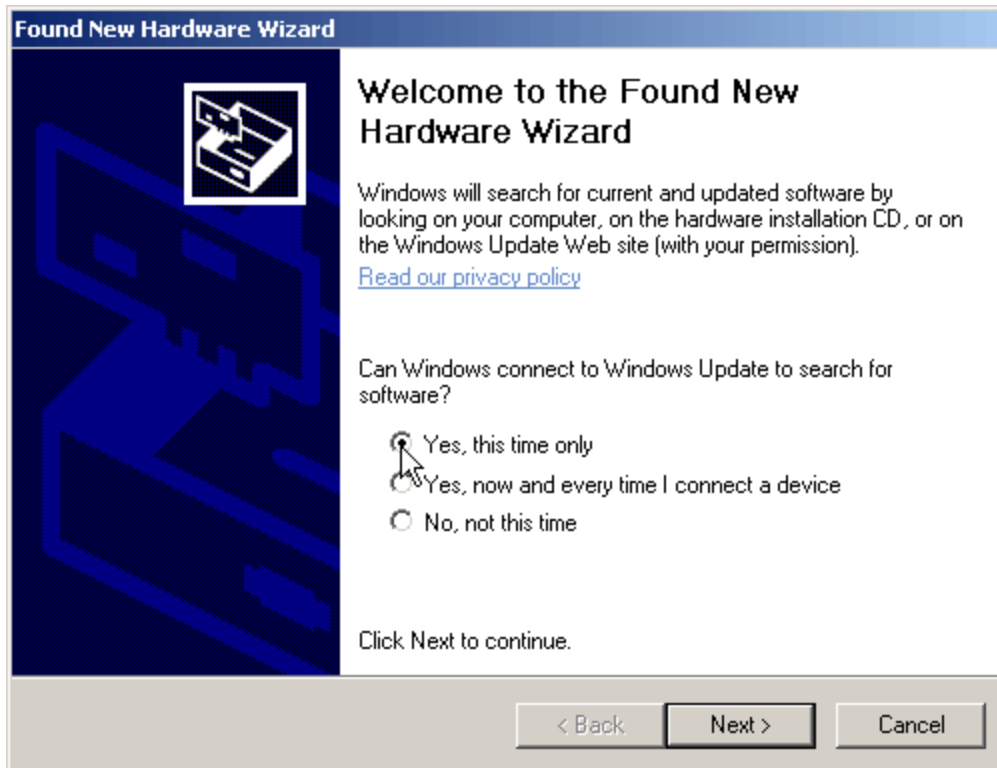 Found New Hardware Wizard
Welcome to the Found New
Hardware Wizard
Windows will search for current and updated software by
looking on your computer, on the hardware installation CD, or on
the Windows Update Web site (with your permission).
Read our privacy policy
Can Windows connect to Windows Update to search for
software?
Yes, this time only
Yes, now and every time I connect a device
No, not this time
Click Next to continue.
< Back
Next >
Cancel